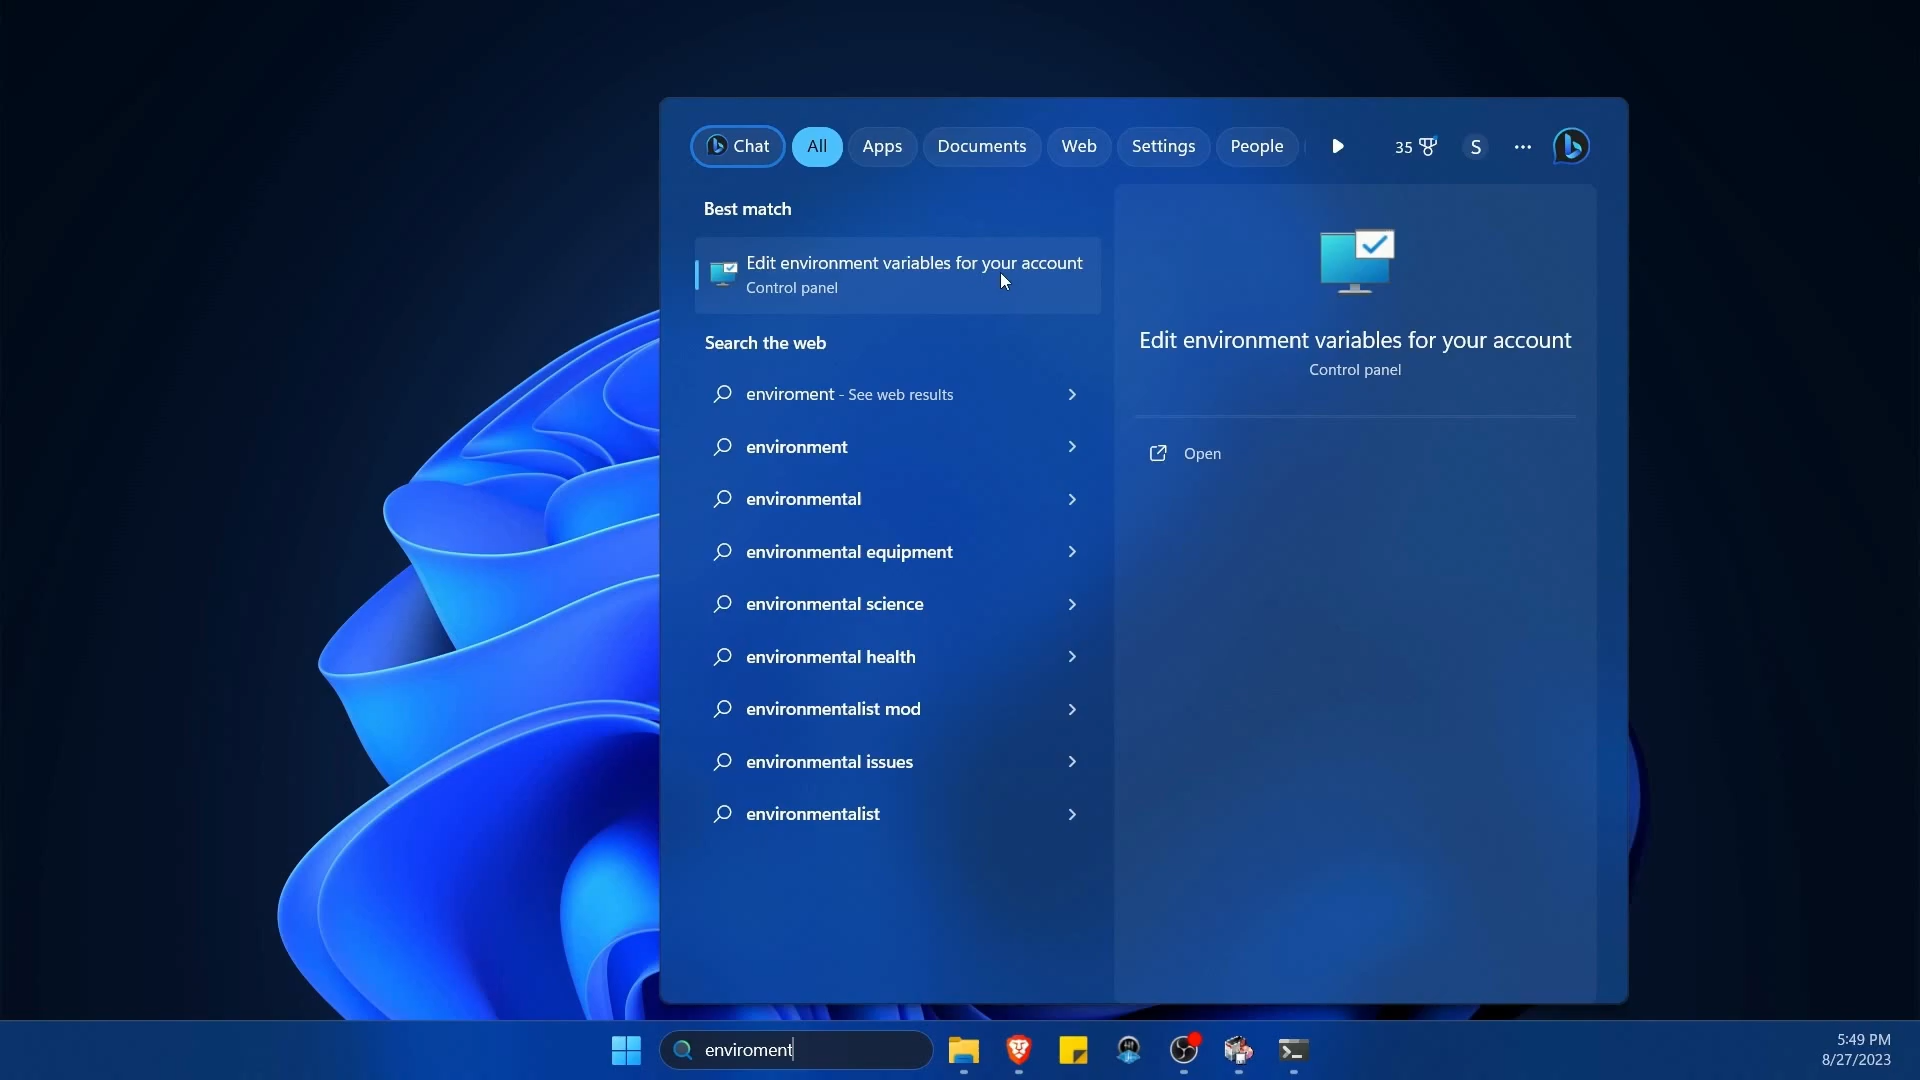 Chat All Apps Documents Web Settings People 35 S ...
Best match
Edit environment variables for your account
Control panel
Search the web
enviroment - See web results
environment
environmental
environmental equipment
environmental science
environmental health
environmentalist mod
environmental issues
environmentalist
Edit environment variables for your account
Control panel
Open
enviroment
5:49 PM
8/27/2023